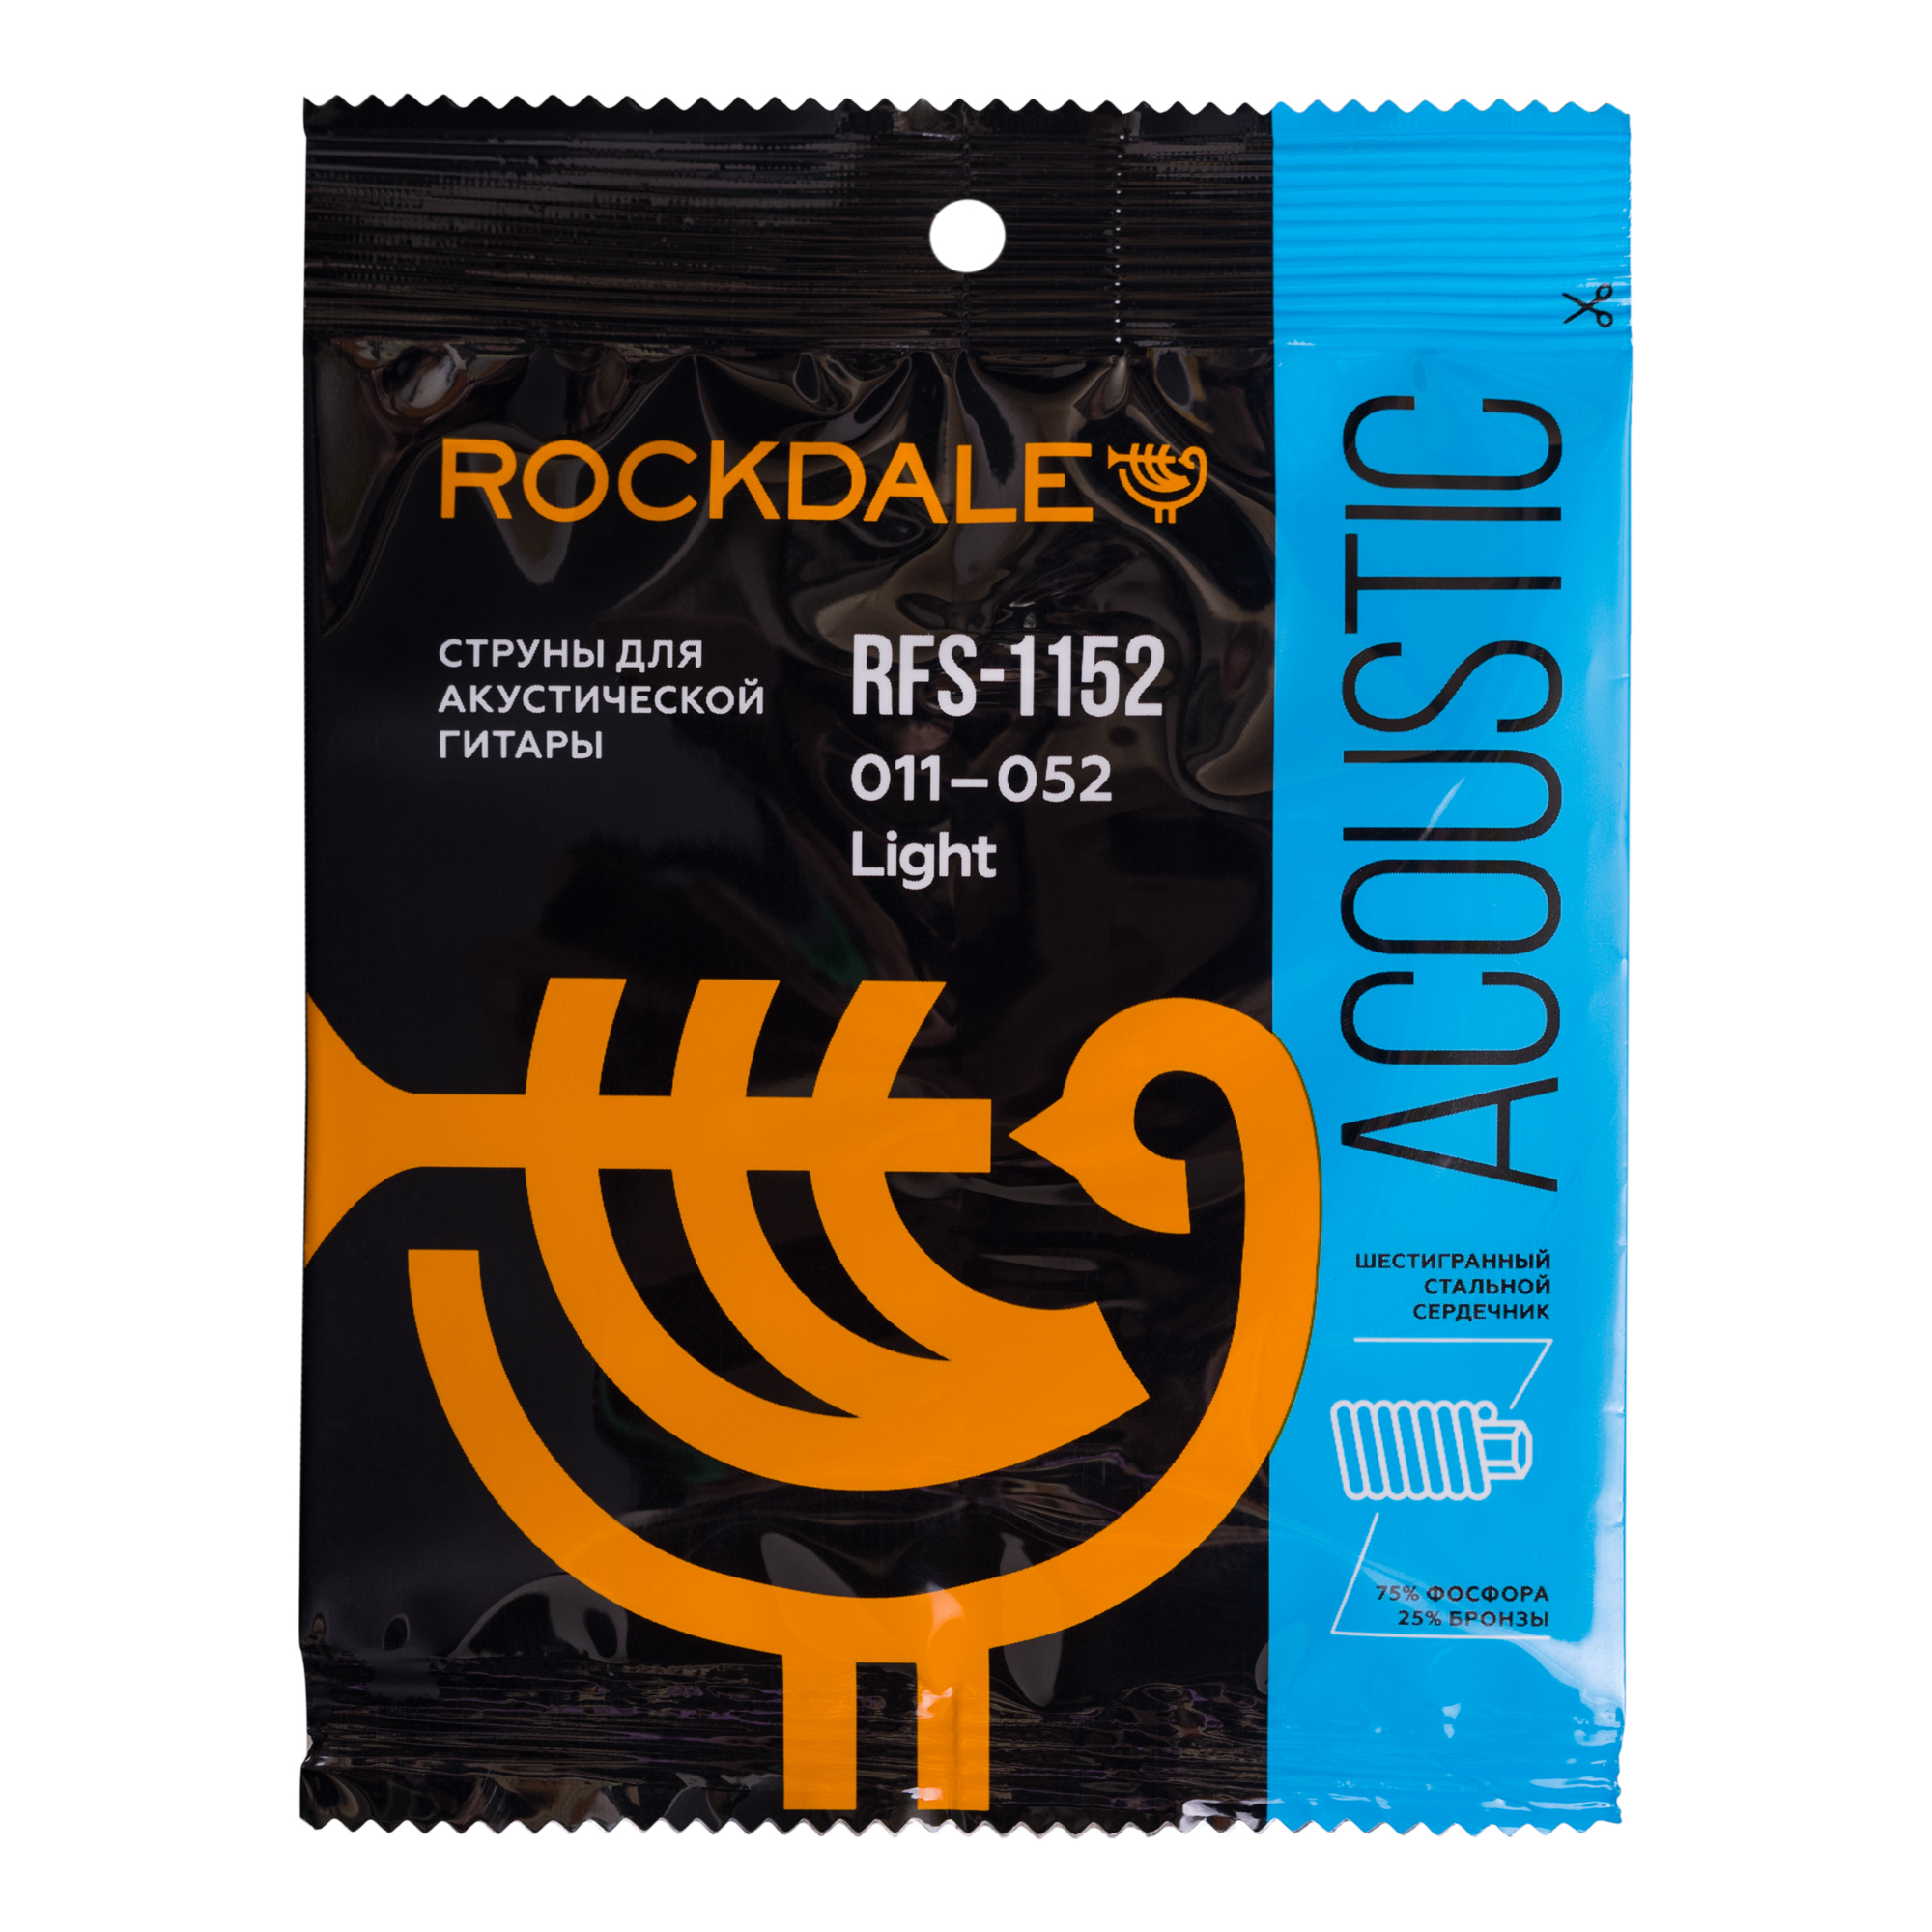 ROCKDALE
СТРУНЫ ДЛЯ
АКУСТИЧЕСКОЙ
ГИТАРЫ
RFS-1152
011–052
Light
ACOUSTIC
ШЕСТИГРАННЫЙ
СТАЛЬНОЙ
СЕРДЕЧНИК
75% ФОСФОРА
25% БРОНЗЫ